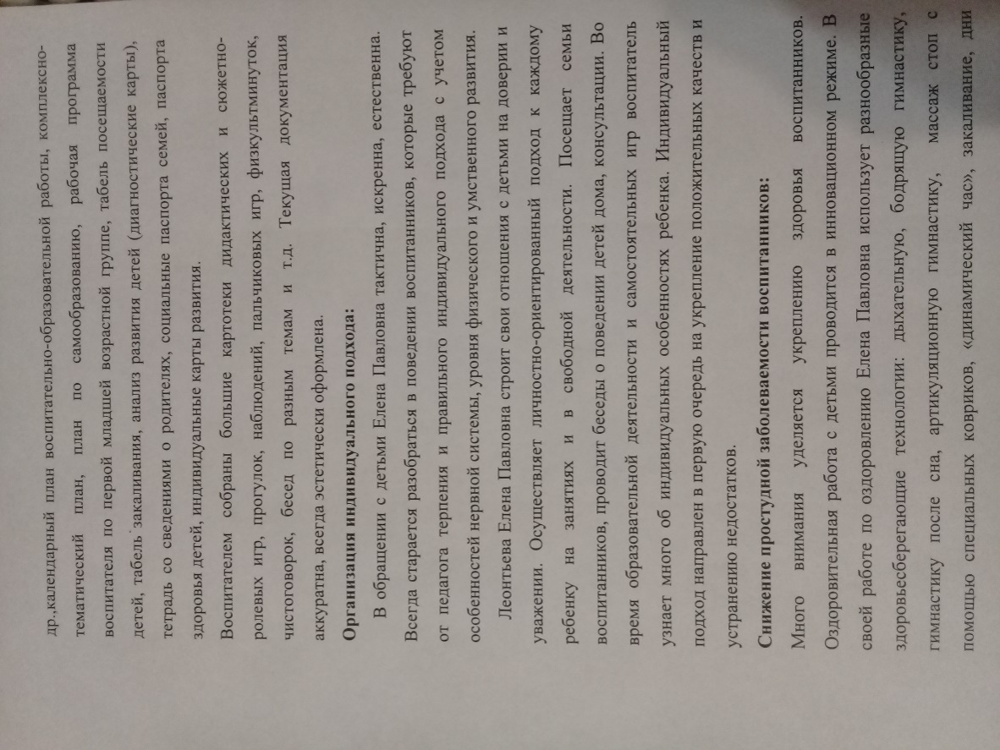 др.,календарный план воспитательно-образовательной работы, комплексно-
тематический план, план по самообразованию, рабочая программа
воспитателя по первой младшей возрастной группе, табель посещаемости
детей, табель закаливания, анализ развития детей (диагностические карты),
тетрадь со сведениями о родителях, социальные паспорта семей, паспорта
здоровья детей, индивидуальные карты развития.
Воспитателем собраны большие картотеки дидактических и сюжетно-
ролевых игр, прогулок, наблюдений, пальчиковых игр, физкультминуток,
чистоговорок, бесед по разным темам и т.д. Текущая документация
аккуратна, всегда эстетически оформлена.
Организация индивидуального подхода:
В обращении с детьми Елена Павловна тактична, искренна, естественна.
Всегда старается разобраться в поведении воспитанников, которые требуют
от педагога терпения и правильного индивидуального подхода с учетом
особенностей нервной системы, уровня физического и умственного развития.
Леонтьева Елена Павловна строит свои отношения с детьми на доверии и
уважении. Осуществляет личностно-ориентированный подход к каждому
ребенку на занятиях и в свободной деятельности. Посещает семьи
воспитанников, проводит беседы о поведении детей дома, консультации. Во
время образовательной деятельности и самостоятельных игр воспитатель
узнает много об индивидуальных особенностях ребенка. Индивидуальный
подход направлен в первую очередь на укрепление положительных качеств и
устранению недостатков.
Снижение простудной заболеваемости воспитанников:
Много внимания уделяется укреплению здоровья воспитанников.
Оздоровительная работа с детьми проводится в инновационном режиме. В
своей работе по оздоровлению Елена Павловна использует разнообразные
здоровьесберегающие технологии: дыхательную, бодрящую гимнастику,
гимнастику после сна, артикуляционную гимнастику, массаж стоп с
помощью специальных ковриков, «динамический час», закаливание, дни